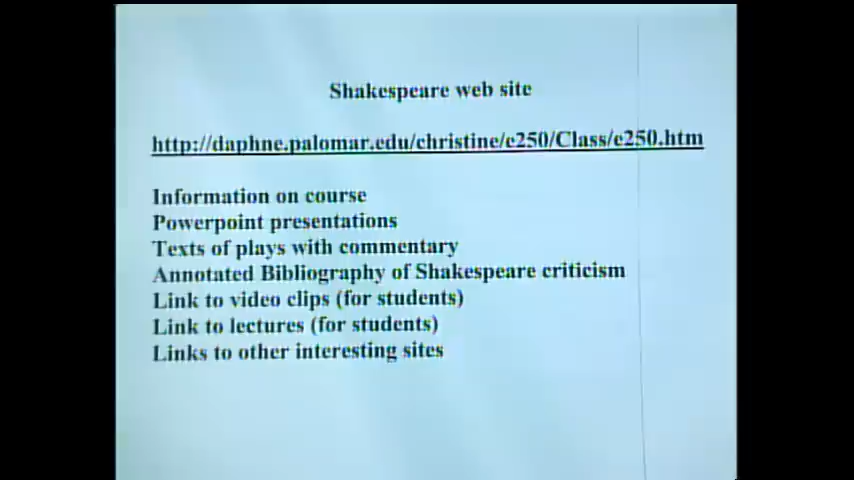 Shakespeare web site
http://daphne.palomar.edu/christine/e250/Class/e250.htm
Information on course
Powerpoint presentations
Texts of plays with commentary
Annotated Bibliography of Shakespeare criticism
Link to video clips (for students)
Link to lectures (for students)
Links to other interesting sites